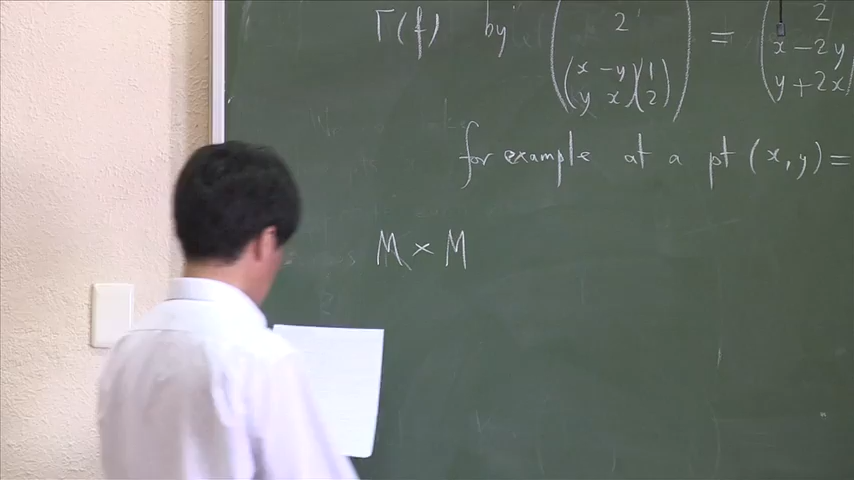 Γ(f) by (2 (x -y y x)(1 2)) = (2 x-2y y+2x)
for example at a pt (x,y) =
M × M